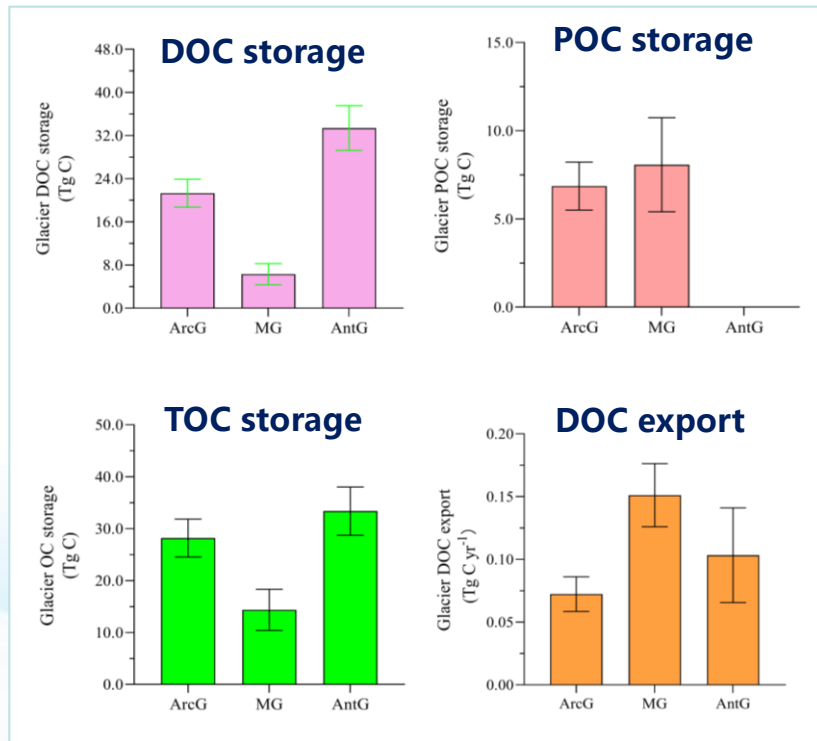 DOC storage
Glacier DOC storage
(Tg C)
48.0
40.0
32.0
24.0
16.0
8.0
0.0
ArcG MG AntG
POC storage
Glacier POC storage
(Tg C)
15.0
10.0
5.0
0.0
ArcG MG AntG
TOC storage
Glacier OC storage
(Tg C)
50.0
40.0
30.0
20.0
10.0
0.0
ArcG MG AntG
DOC export
Glacier DOC export
(Tg C yr⁻¹)
0.20
0.15
0.10
0.05
0.00
ArcG MG AntG